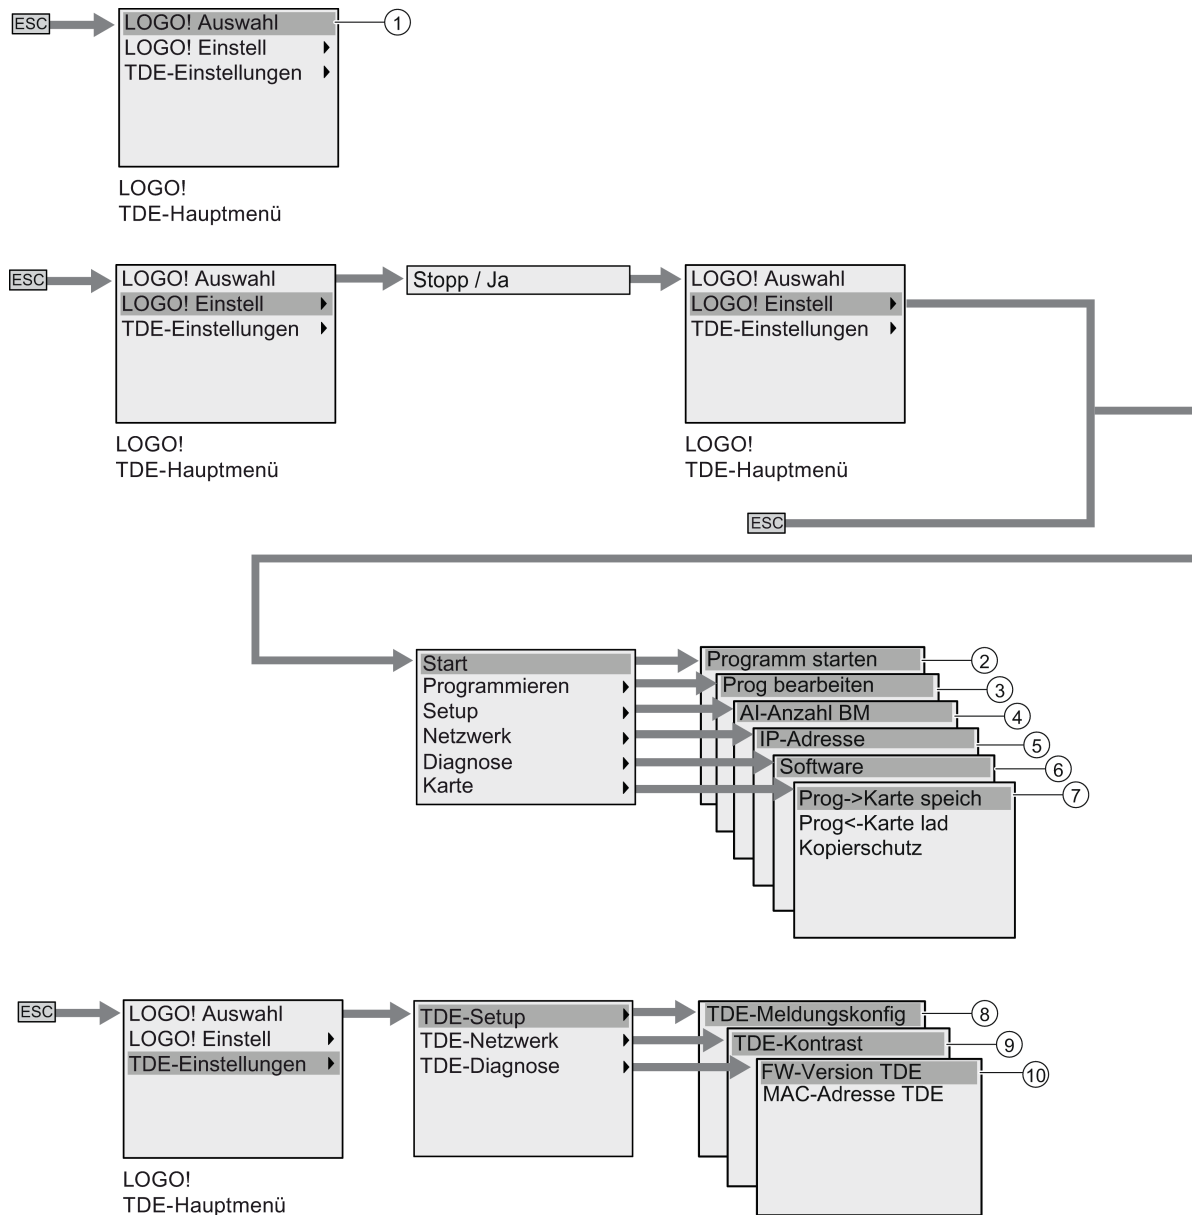 ESC
LOGO! Auswahl
①
LOGO! Einstell
TDE-Einstellungen
LOGO!
TDE-Hauptmenü
ESC
LOGO! Auswahl
LOGO! Einstell
TDE-Einstellungen
LOGO!
TDE-Hauptmenü
Stopp / Ja
LOGO! Auswahl
LOGO! Einstell
TDE-Einstellungen
LOGO!
TDE-Hauptmenü
ESC
Start
Programmieren
Setup
Netzwerk
Diagnose
Karte
Programm starten
②
Prog bearbeiten
③
AI-Anzahl BM
④
IP-Adresse
⑤
Software
⑥
Prog->Karte speich
⑦
Prog<-Karte lad
Kopierschutz
ESC
LOGO! Auswahl
LOGO! Einstell
TDE-Einstellungen
LOGO!
TDE-Hauptmenü
TDE-Setup
TDE-Netzwerk
TDE-Diagnose
TDE-Meldungskonfig
⑧
TDE-Kontrast
⑨
FW-Version TDE
⑩
MAC-Adresse TDE